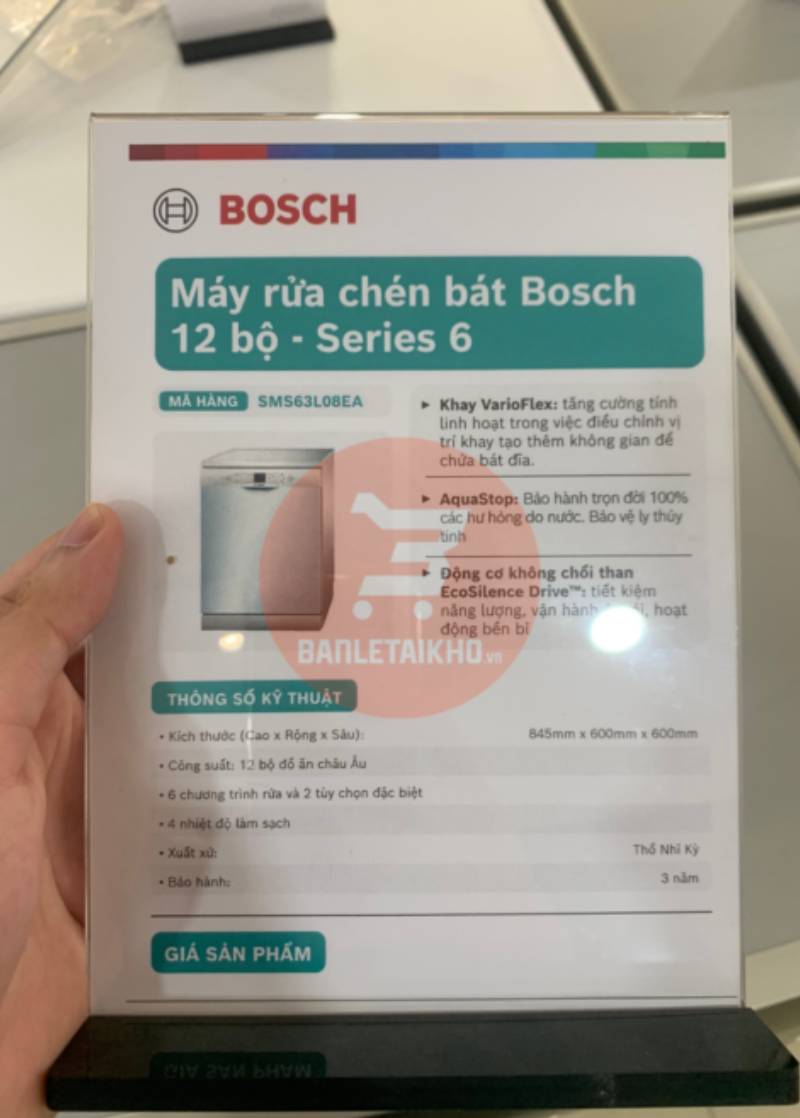 BOSCH
Máy rửa chén bát Bosch
12 bộ - Series 6
MÃ HÀNG SMS63L08EA
▸ Khay VarioFlex: tăng cường tính
linh hoạt trong việc điều chỉnh vị
trí khay tạo thêm không gian để
chứa bát đĩa.
▸ AquaStop: Bảo hành trọn đời 100%
các hư hỏng do nước. Bảo vệ ly thủy
tinh
▸ Động cơ không chổi than
EcoSilence Drive™: tiết kiệm
năng lượng, vận hành hoạt
động bền bỉ
BANLETAIKHO.vn
THÔNG SỐ KỸ THUẬT
• Kích thước (Cao x Rộng x Sâu): 845mm x 600mm x 600mm
• Công suất: 12 bộ đồ ăn châu Âu
• 6 chương trình rửa và 2 tùy chọn đặc biệt
• 4 nhiệt độ làm sạch
• Xuất xứ: Thổ Nhĩ Kỳ
• Bảo hành: 3 năm
GIÁ SẢN PHẨM